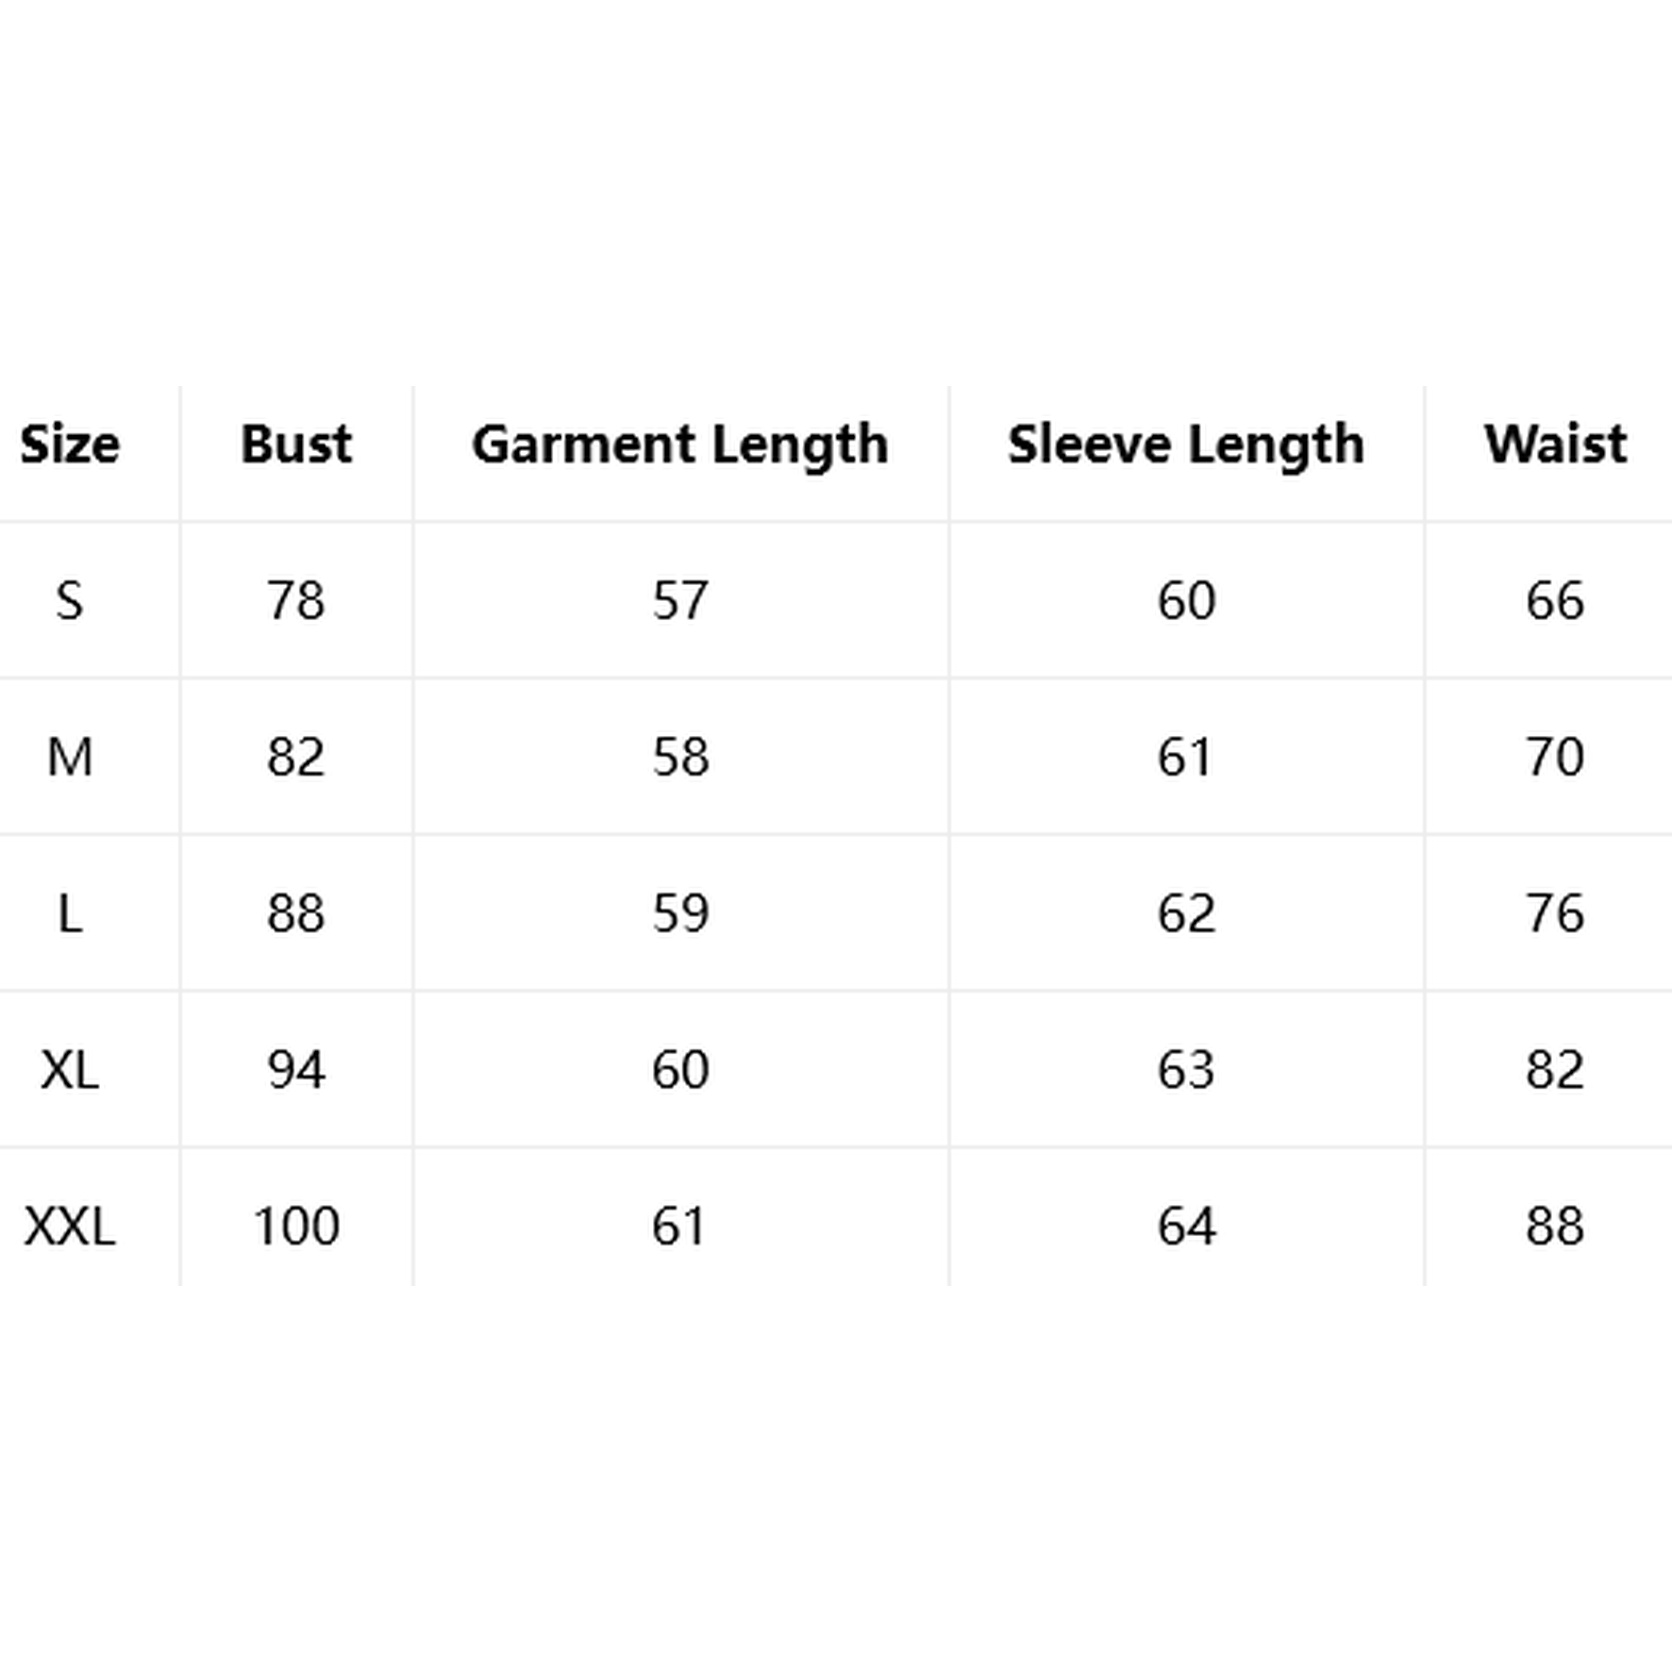 Size Bust Garment Length Sleeve Length Waist
S 78 57 60 66
M 82 58 61 70
L 88 59 62 76
XL 94 60 63 82
XXL 100 61 64 88